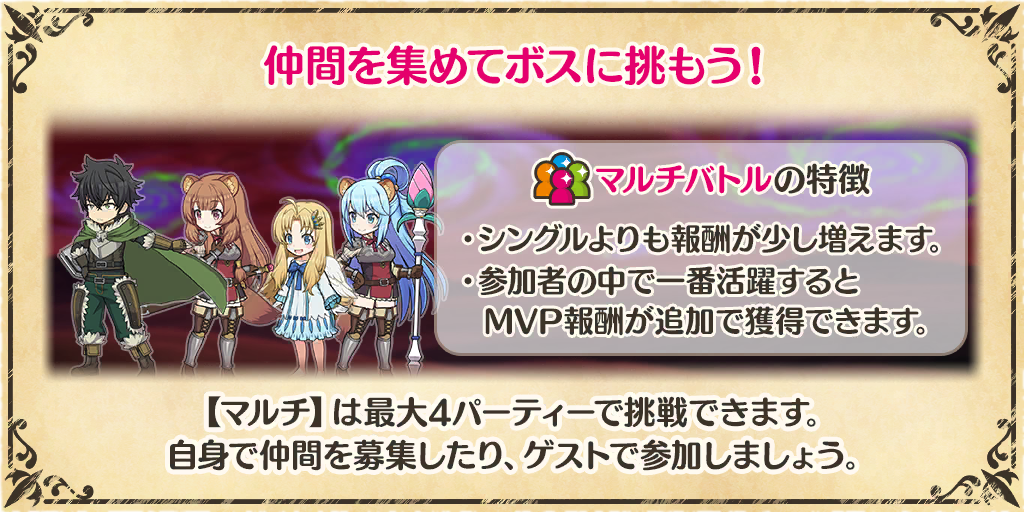 仲間を集めてボスに挑もう！
マルチバトルの特徴
・シングルよりも報酬が少し増えます。
・参加者の中で一番活躍すると
MVP報酬が追加で獲得できます。
【マルチ】は最大4パーティーで挑戦できます。
自身で仲間を募集したり、ゲストで参加しましょう。